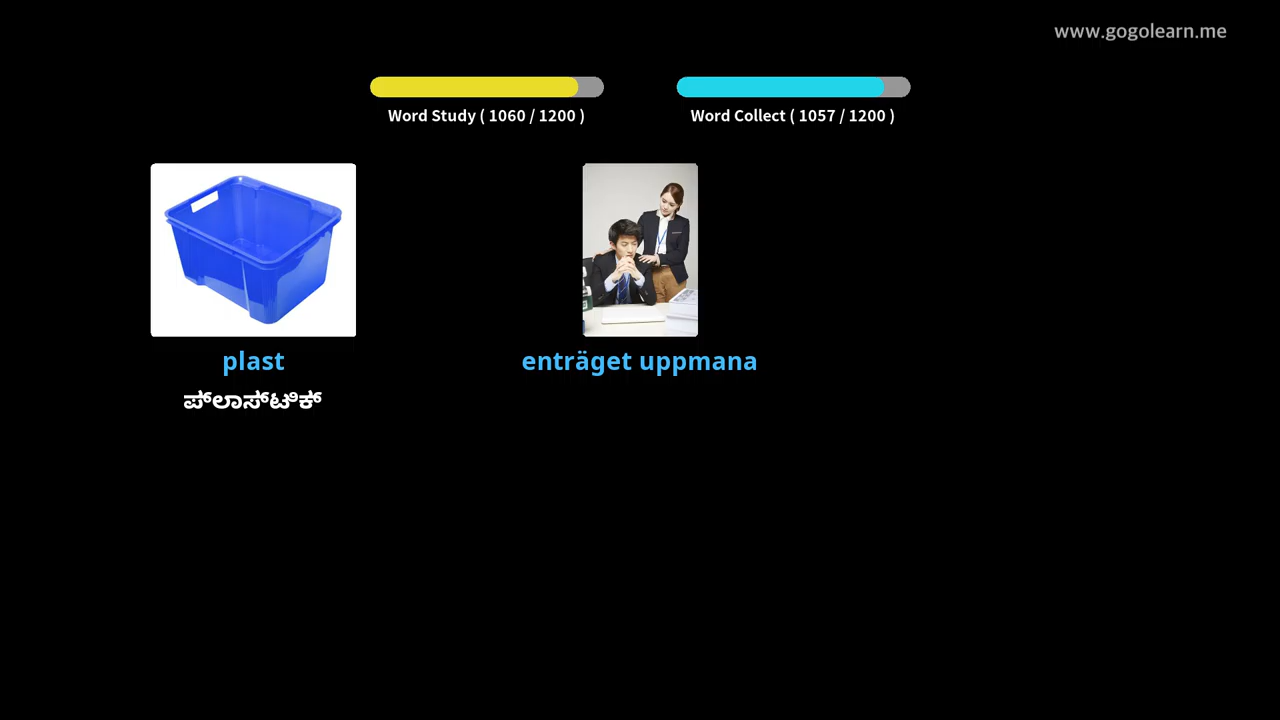 www.gogolearn.me
Word Study ( 1060 / 1200 )
Word Collect ( 1057 / 1200 )
plast
enträget uppmana
ಪ್ಲಾಸ್ಟಿಕ್